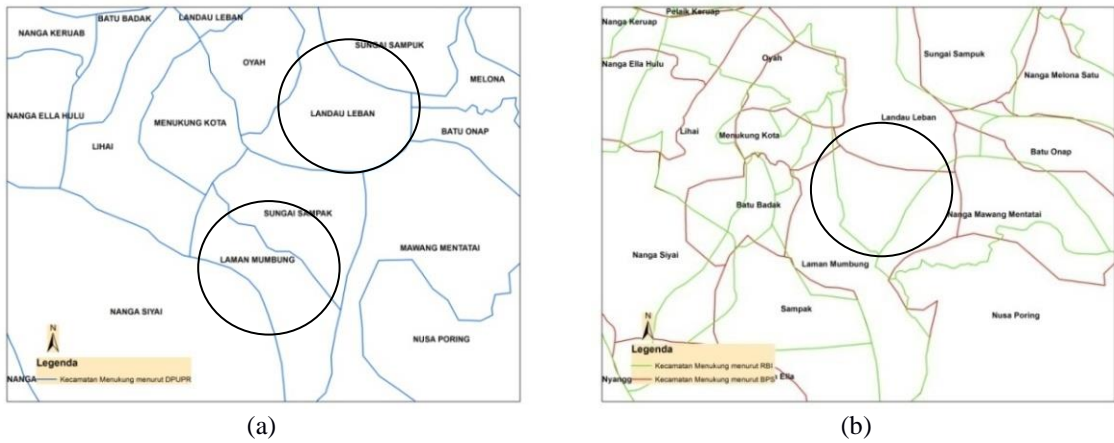 BATU BADAK
LANDAU LEBAN
NANGA KERUAB
SUNGAI SAMPUK
OYAH
MELONA
NANGA ELLA HULU
LANDAU LEBAN
MENUKUNG KOTA
BATU ONAP
LIHAI
SUNGAI SAMPAK
MAWANG MENTATAI
LAMAN MUMBUNG
NANGA SIYAI
NUSA PORING
N
Legenda
Kecamatan Menukung menurut DPUPR
NANGA
(a)
Pelaik Keruap
Nanga Keruap
Sungai Sampuk
Oyah
Nanga Ella Hulu
Nanga Melona Satu
Landau Leban
Lihai
Menukung Kota
Batu Onap
Batu Badak
Nanga Mawang Mentatai
Nanga Siyai
Laman Mumbung
Sampak
Nusa Poring
N
Legenda
Kecamatan Menukung menurut RBI
Kecamatan Menukung menurut BPS
Nyangg
Ella
(b)